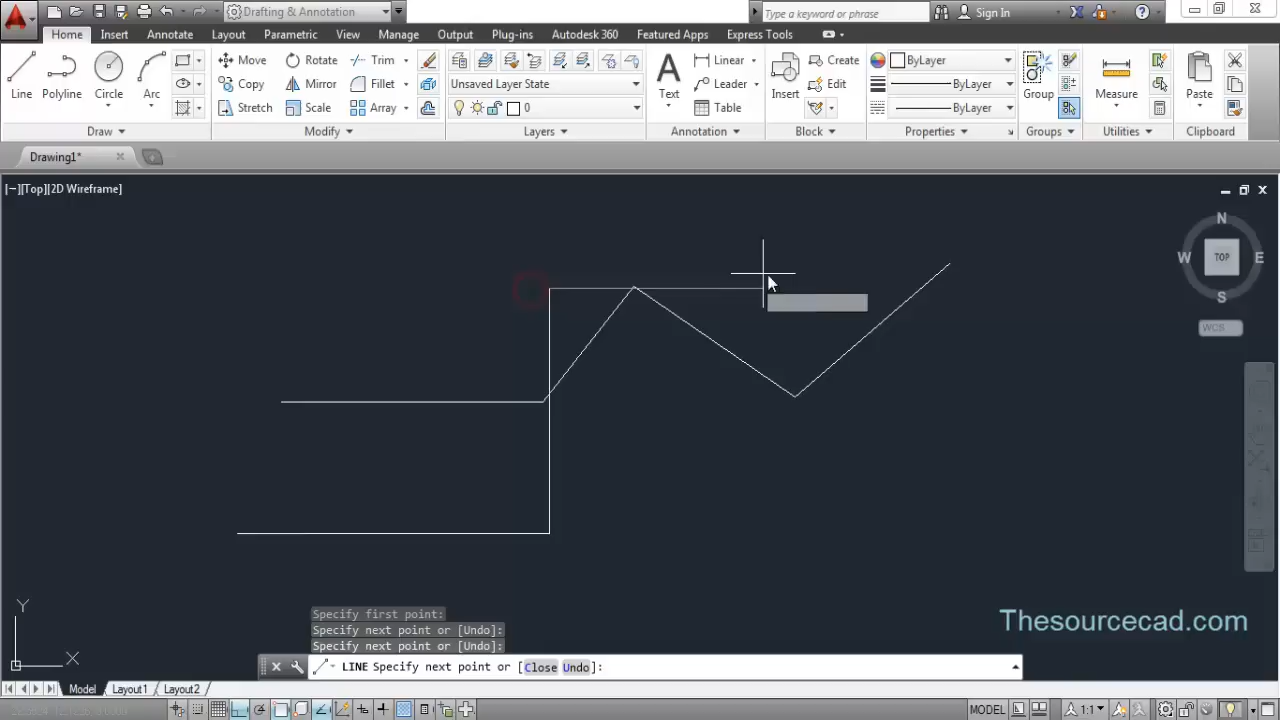 Drafting & Annotation
Type a keyword or phrase
Sign In
Home Insert Annotate Layout Parametric View Manage Output Plug-ins Autodesk 360 Featured Apps Express Tools
Move Rotate Trim Linear Create ByLayer
Line Polyline Circle Arc Copy Mirror Fillet Unsaved Layer State Text Leader Insert Edit ByLayer Group Measure Paste
Stretch Scale Array 0 Table ByLayer
Draw Modify Layers Annotation Block Properties Groups Utilities Clipboard
Drawing1*
[−][Top][2D Wireframe]
N
W TOP E
S
WCS
Y
X
Specify first point:
Specify next point or [Undo]:
Specify next point or [Undo]:
Thesourcecad.com
LINE Specify next point or [Close Undo]:
Model Layout1 Layout2
MODEL 1:1